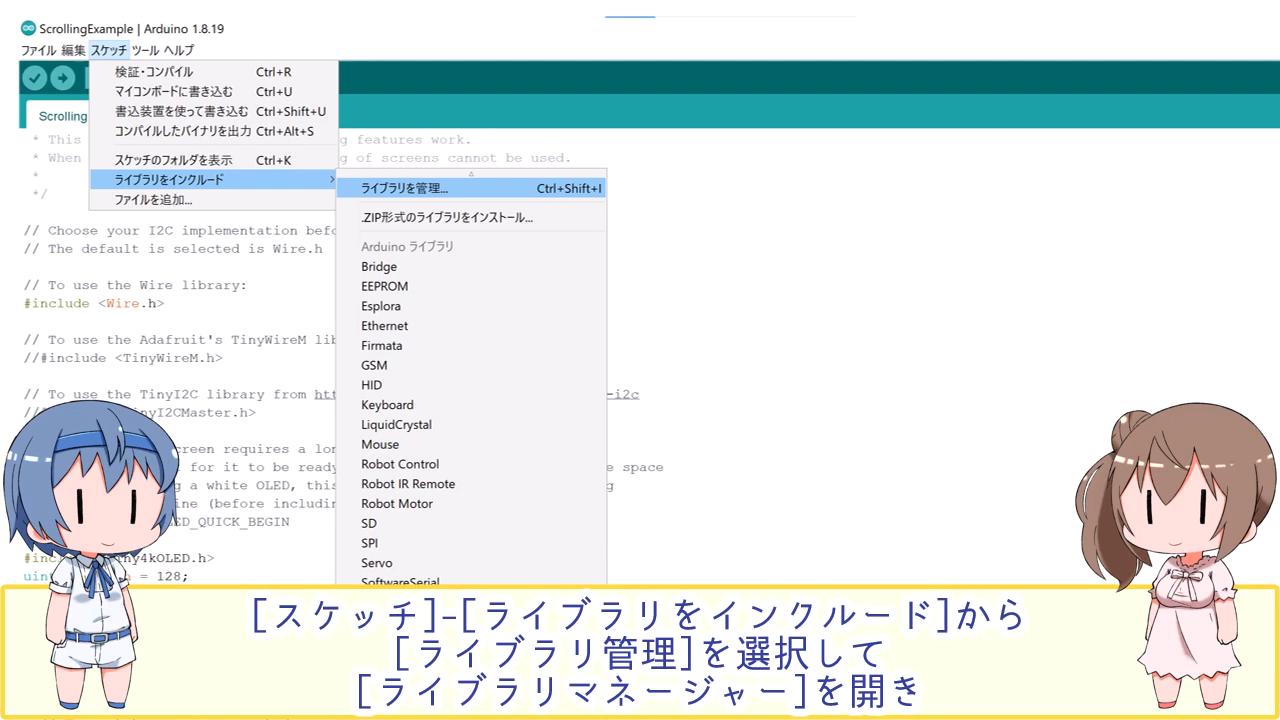 ScrollingExample | Arduino 1.8.19
ファイル 編集 スケッチ ツール ヘルプ
検証・コンパイル Ctrl+R
マイコンボードに書き込む Ctrl+U
書込装置を使って書き込む Ctrl+Shift+U
コンパイルしたバイナリを出力 Ctrl+Alt+S
スケッチのフォルダを表示 Ctrl+K
ライブラリをインクルード
ファイルを追加...
Scrolling
* This g features work.
* When g of screens cannot be used.
*
*/
ライブラリを管理... Ctrl+Shift+I
.ZIP形式のライブラリをインストール...
Arduino ライブラリ
Bridge
EEPROM
Esplora
Ethernet
Firmata
GSM
HID
Keyboard
LiquidCrystal
Mouse
Robot Control
Robot IR Remote
Robot Motor
SD
SPI
Servo
SoftwareSerial
// Choose your I2C implementation befo
// The default is selected is Wire.h
// To use the Wire library:
#include <Wire.h>
// To use the Adafruit's TinyWireM lib
//#include <TinyWireM.h>
// To use the TinyI2C library from htt -i2c
// nyI2CMaster.h>
creen requires a lon
for it to be ready e space
g a white OLED, this g
ine (before includin
ED_QUICK_BEGIN
#inc ny4kOLED.h>
uint = 128;
[スケッチ]-[ライブラリをインクルード]から
[ライブラリ管理]を選択して
[ライブラリマネージャー]を開き